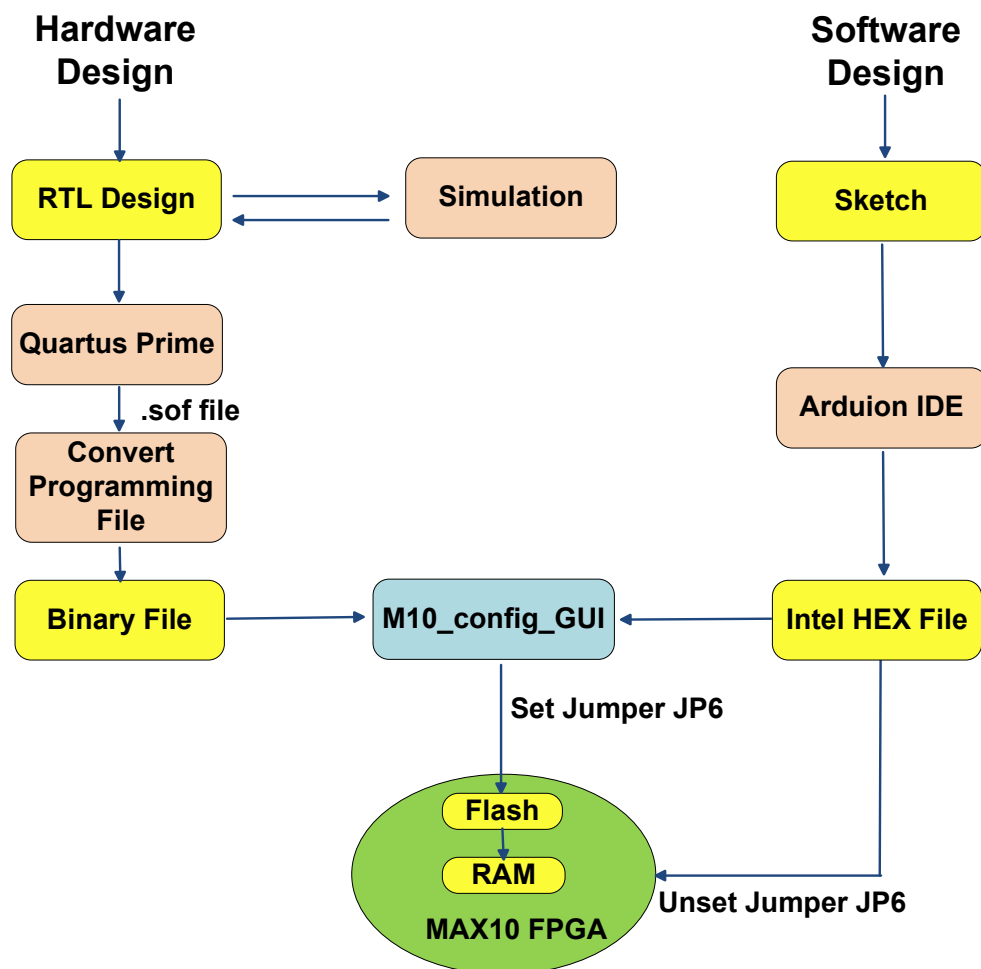 Hardware
Design
Software
Design
RTL Design
Simulation
Sketch
Quartus Prime
.sof file
Arduion IDE
Convert
Programming
File
Binary File
M10_config_GUI
Intel HEX File
Set Jumper JP6
Flash
RAM
Unset Jumper JP6
MAX10 FPGA